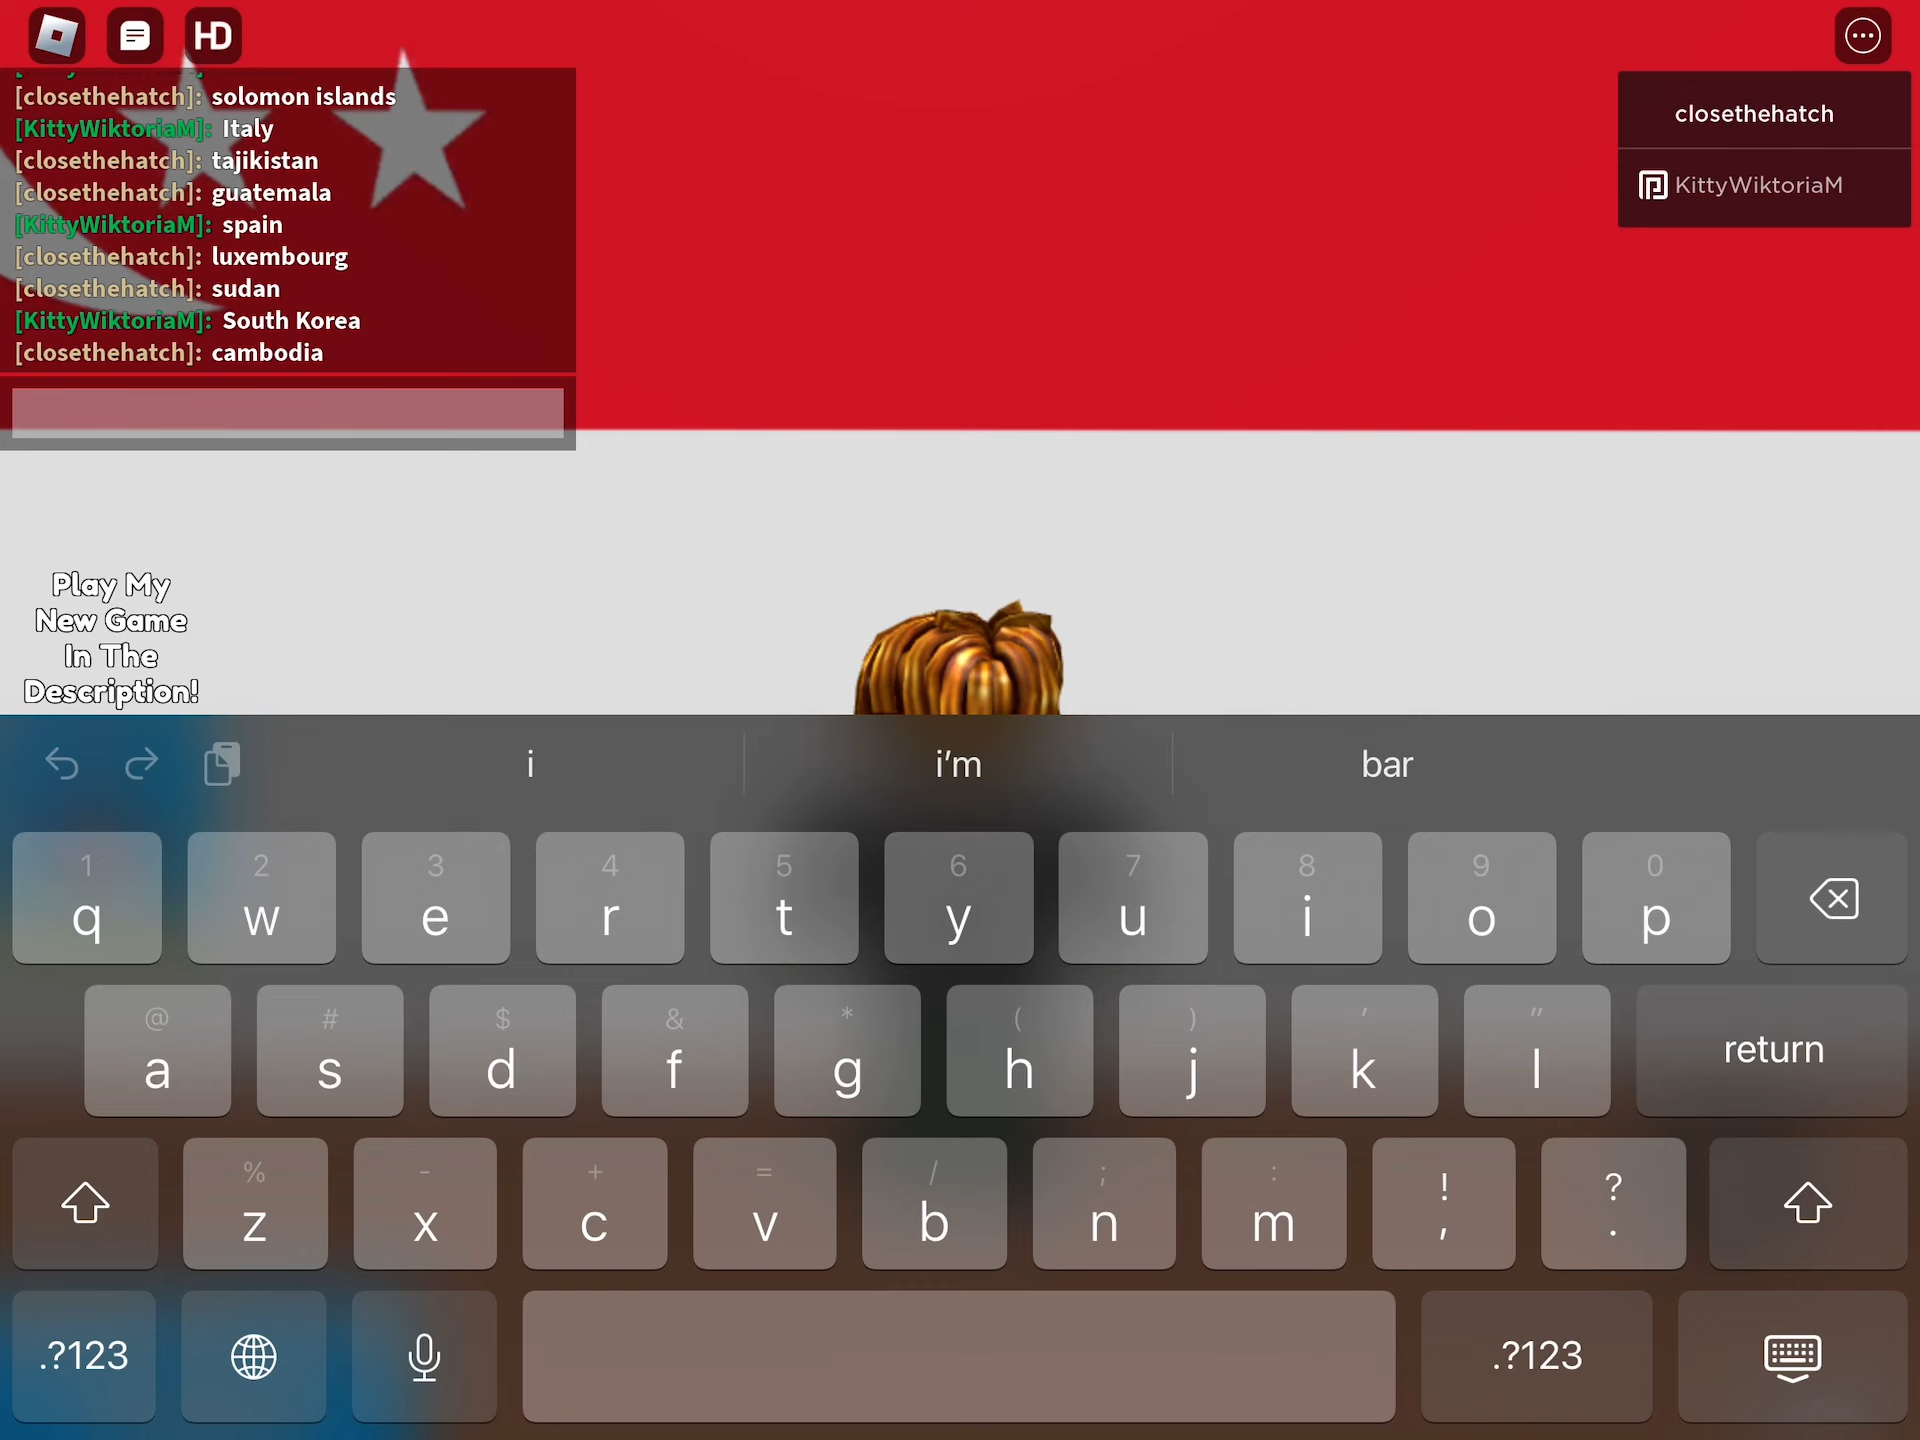 HD
[closethehatch]: solomon islands
[KittyWiktoriaM]: Italy
[closethehatch]: tajikistan
[closethehatch]: guatemala
[KittyWiktoriaM]: spain
[closethehatch]: luxembourg
[closethehatch]: sudan
[KittyWiktoriaM]: South Korea
[closethehatch]: cambodia
closethehatch
KittyWiktoriaM
Play My
New Game
In The
Description!
i i’m bar
1 2 3 4 5 6 7 8 9 0
q w e r t y u i o p
@ # $ & * ( ) ' "
a s d f g h j k l return
% - + = / ; : ! ?
z x c v b n m , .
.?123 .?123